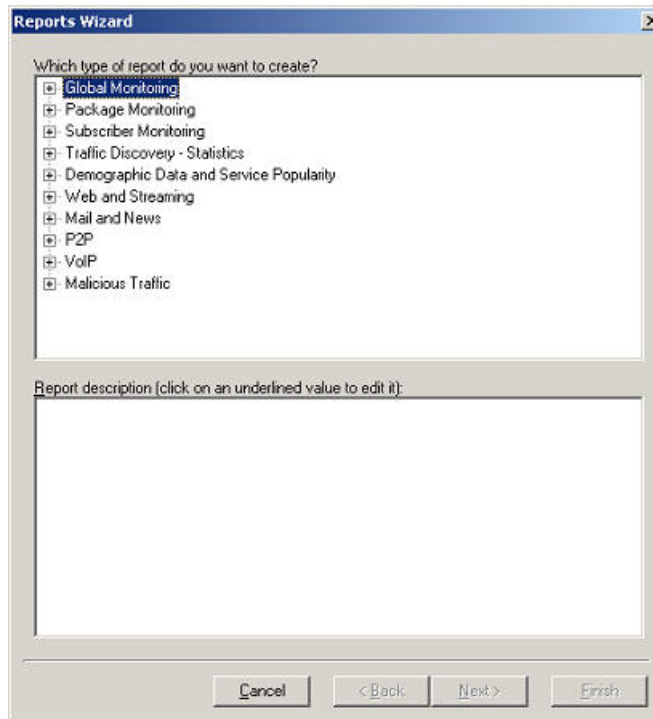 Reports Wizard
Which type of report do you want to create?
Global Monitoring
Package Monitoring
Subscriber Monitoring
Traffic Discovery - Statistics
Demographic Data and Service Popularity
Web and Streaming
Mail and News
P2P
VoIP
Malicious Traffic
Report description (click on an underlined value to edit it):
Cancel
< Back
Next >
Finish